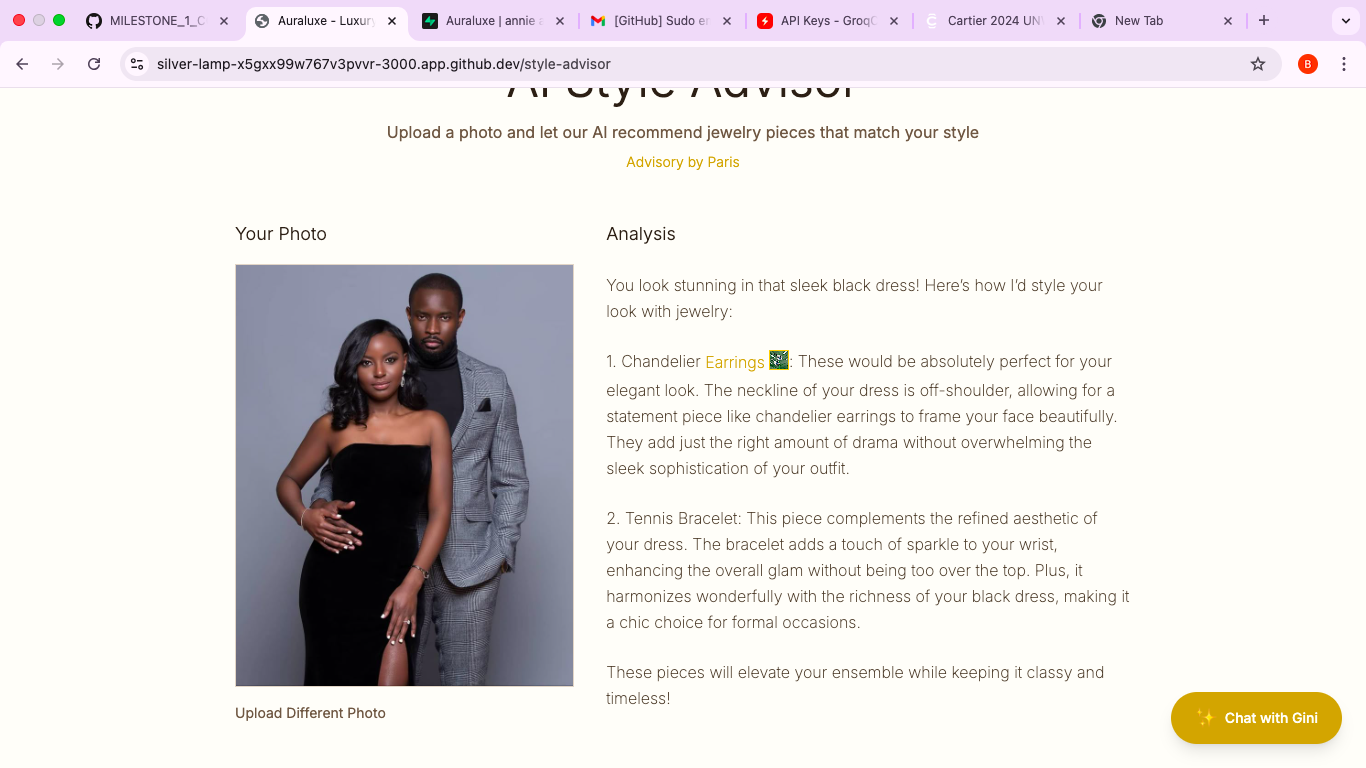 MILESTONE_1_C
Auraluxe - Luxury
Auraluxe | annie a
[GitHub] Sudo em
API Keys - GroqC
Cartier 2024 UNV
New Tab
silver-lamp-x5gxx99w767v3pvvr-3000.app.github.dev/style-advisor
B
AI Style Advisor
Upload a photo and let our AI recommend jewelry pieces that match your style
Advisory by Paris
Your Photo
Analysis
You look stunning in that sleek black dress! Here’s how I’d style your
look with jewelry:
1. Chandelier Earrings : These would be absolutely perfect for your
elegant look. The neckline of your dress is off-shoulder, allowing for a
statement piece like chandelier earrings to frame your face beautifully.
They add just the right amount of drama without overwhelming the
sleek sophistication of your outfit.
2. Tennis Bracelet: This piece complements the refined aesthetic of
your dress. The bracelet adds a touch of sparkle to your wrist,
enhancing the overall glam without being too over the top. Plus, it
harmonizes wonderfully with the richness of your black dress, making it
a chic choice for formal occasions.
These pieces will elevate your ensemble while keeping it classy and
timeless!
Upload Different Photo
✨ Chat with Gini